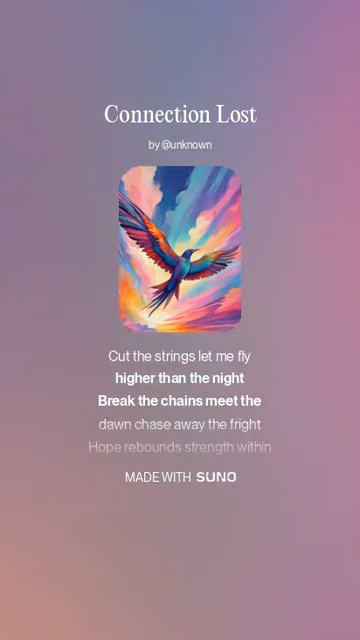 Connection Lost
by @unknown
Cut the strings let me fly
higher than the night
Break the chains meet the
dawn chase away the fright
Hope rebounds strength within
MADE WITH SUNO